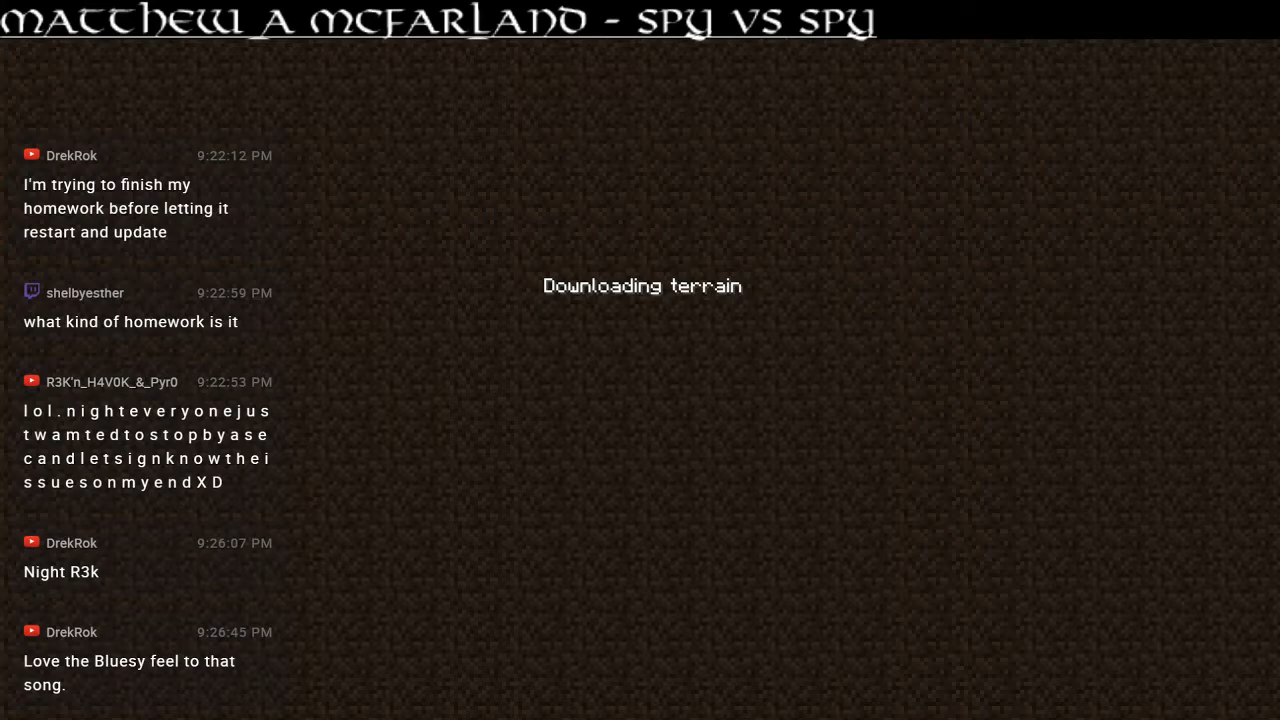 MATTHEW A MCFARLAND - SPY VS SPY
DrekRok 9:22:12 PM
I'm trying to finish my
homework before letting it
restart and update
Downloading terrain
shelbyesther 9:22:59 PM
what kind of homework is it
R3K'n_H4V0K_&_Pyr0 9:22:53 PM
l o l . n i g h t e v e r y o n e j u s
t w a m t e d t o s t o p b y a s e
c a n d l e t s i g n k n o w t h e i
s s u e s o n m y e n d X D
DrekRok 9:26:07 PM
Night R3k
DrekRok 9:26:45 PM
Love the Bluesy feel to that
song.